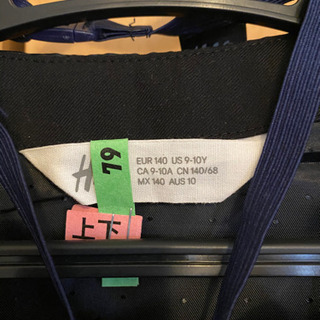 H
EUR 140 US 9-10Y
CA 9-10A CN 140/68
MX 140 AUS 10
79
上下